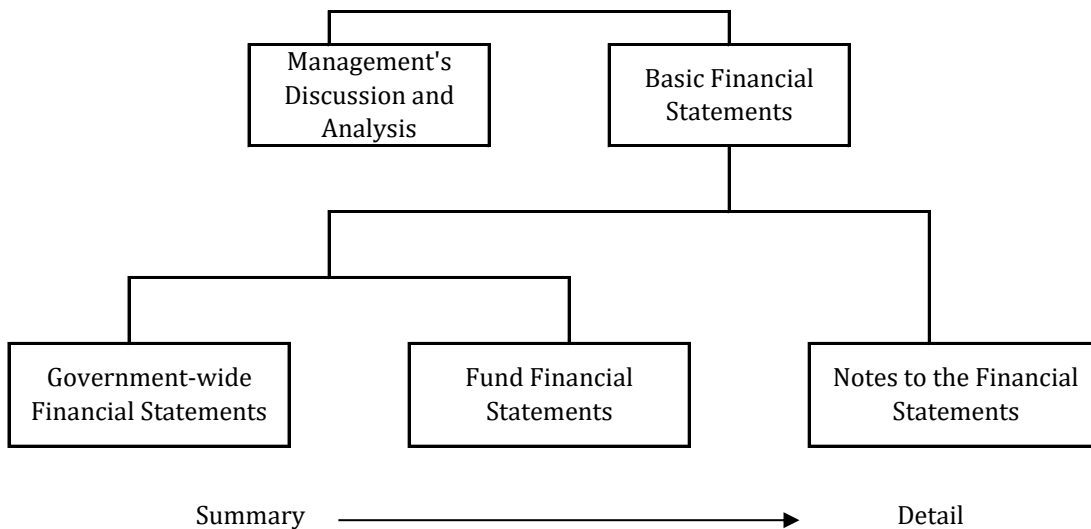 Management's
Discussion and
Analysis
Basic Financial
Statements
Government-wide
Financial Statements
Fund Financial
Statements
Notes to the Financial
Statements
Summary
Detail